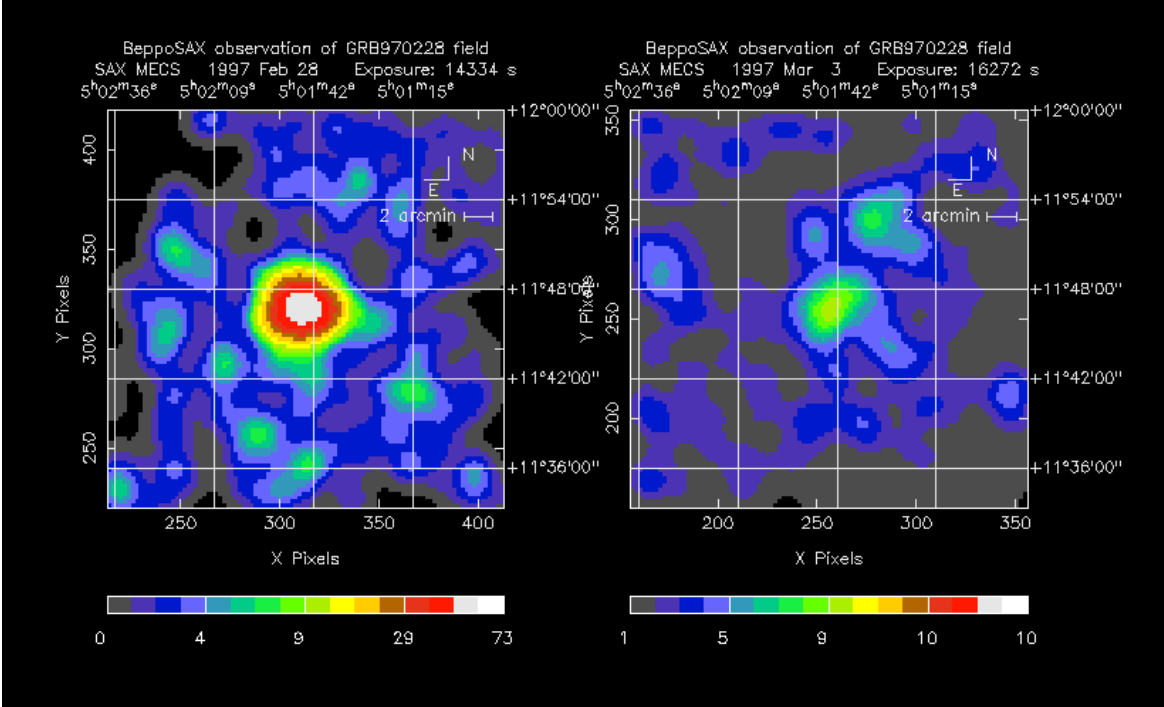 BeppoSAX observation of GRB970228 field
SAX MECS 1997 Feb 28 Exposure: 14334 s
5ʰ02ᵐ36ˢ 5ʰ02ᵐ09ˢ 5ʰ01ᵐ42ˢ 5ʰ01ᵐ15ˢ
+12°00'00"
400
N
E
+11°54'00"
2 arcmin
350
+11°48'00"
Y Pixels
300
+11°42'00"
250
+11°36'00"
250 300 350 400
X Pixels
0 4 9 29 73
BeppoSAX observation of GRB970228 field
SAX MECS 1997 Mar 3 Exposure: 16272 s
5ʰ02ᵐ36ˢ 5ʰ02ᵐ09ˢ 5ʰ01ᵐ42ˢ 5ʰ01ᵐ15ˢ
350
+12°00'00"
N
E
+11°54'00"
300
2 arcmin
+11°48'00"
Y Pixels
250
+11°42'00"
200
+11°36'00"
200 250 300 350
X Pixels
1 5 9 10 10